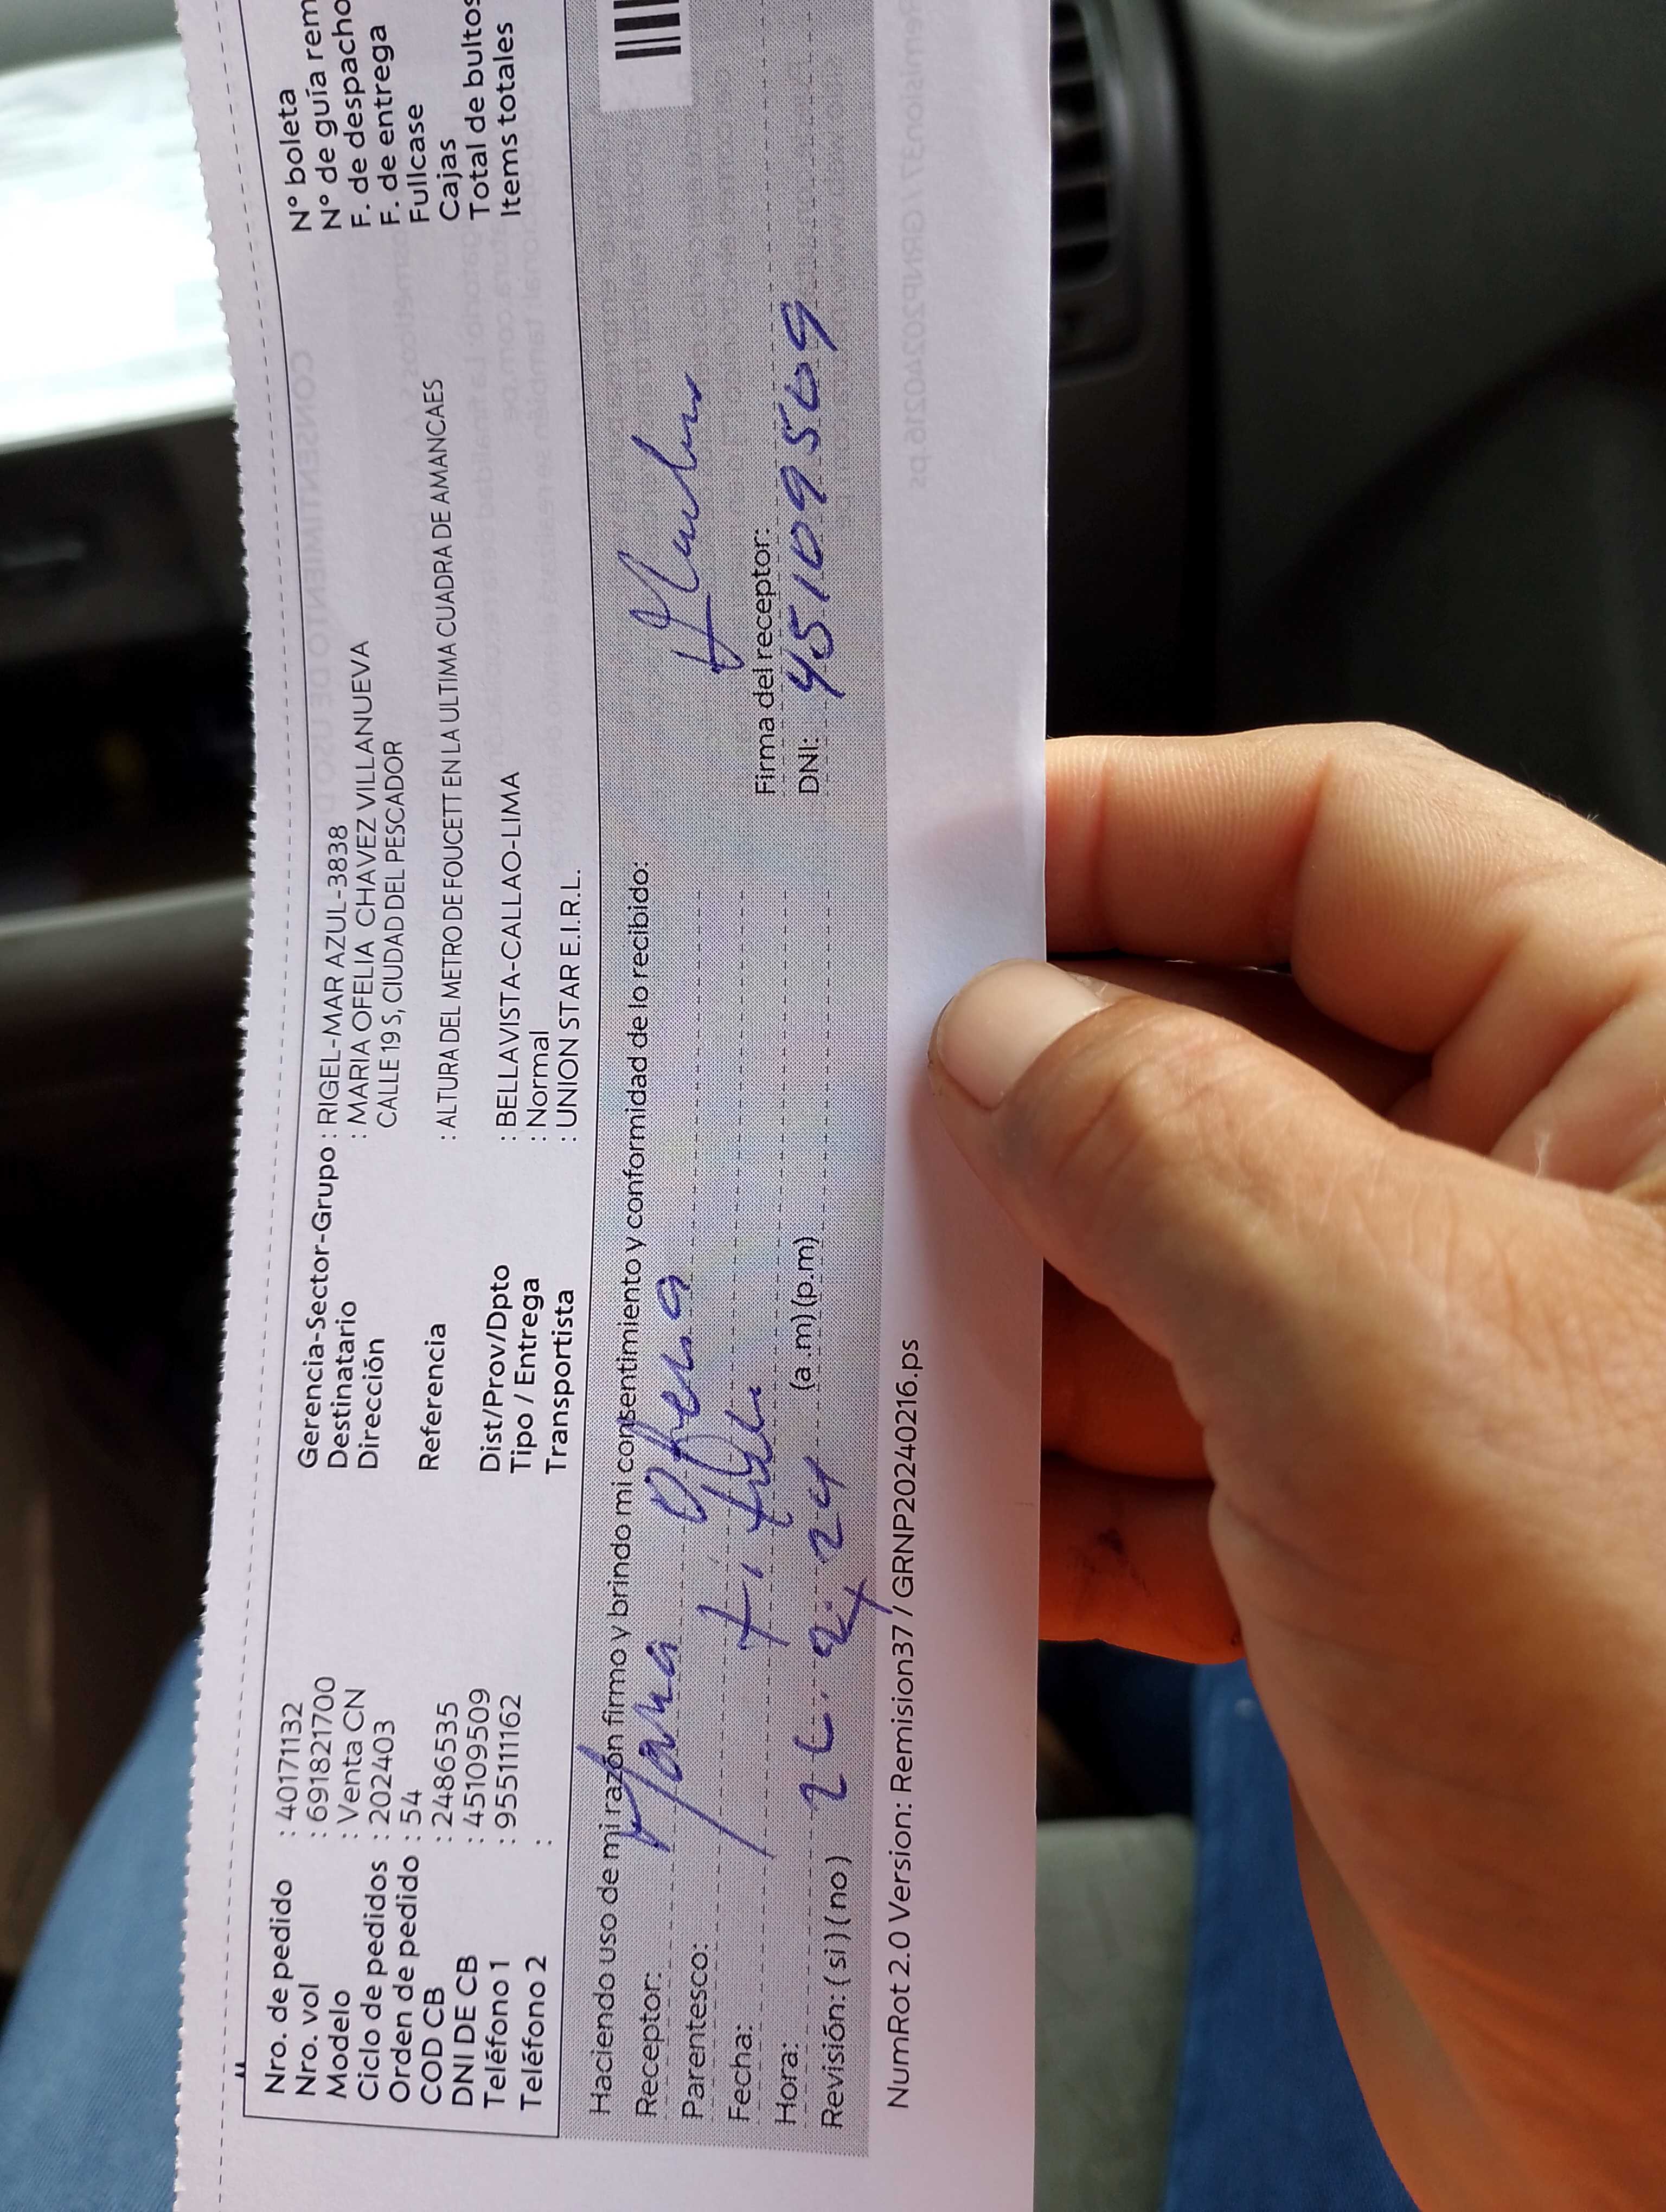 Nro. de pedido : 40171132
Nro. vol : 691821700
Modelo : Venta CN
Ciclo de pedidos : 202403
Orden de pedido : 54
COD CB : 2486535
DNI DE CB : 45109509
Teléfono 1 : 955111162
Teléfono 2 :
Gerencia-Sector-Grupo : RIGEL-MAR AZUL-3838
Destinatario : MARIA OFELIA CHAVEZ VILLANUEVA
Dirección CALLE 19 S, CIUDAD DEL PESCADOR
Referencia : ALTURA DEL METRO DE FOUCETT EN LA ULTIMA CUADRA DE AMANCAES
Dist/Prov/Dpto : BELLAVISTA-CALLAO-LIMA
Tipo / Entrega : Normal
Transportista : UNION STAR E.I.R.L.
N° boleta
N° de guía rem
F. de despacho
F. de entrega
Fullcase
Cajas
Total de bultos
Items totales
Haciendo uso de mi razón firmo y brindo mi consentimiento y conformidad de lo recibido:
Receptor: Maria Ofelia
Parentesco:
Fecha:
Hora: (a .m) (p.m)
Revisión: ( si ) ( no )
Firma del receptor:
DNI: 45109509
NumRot 2.0 Version: Remision37 / GRNP20240216.ps